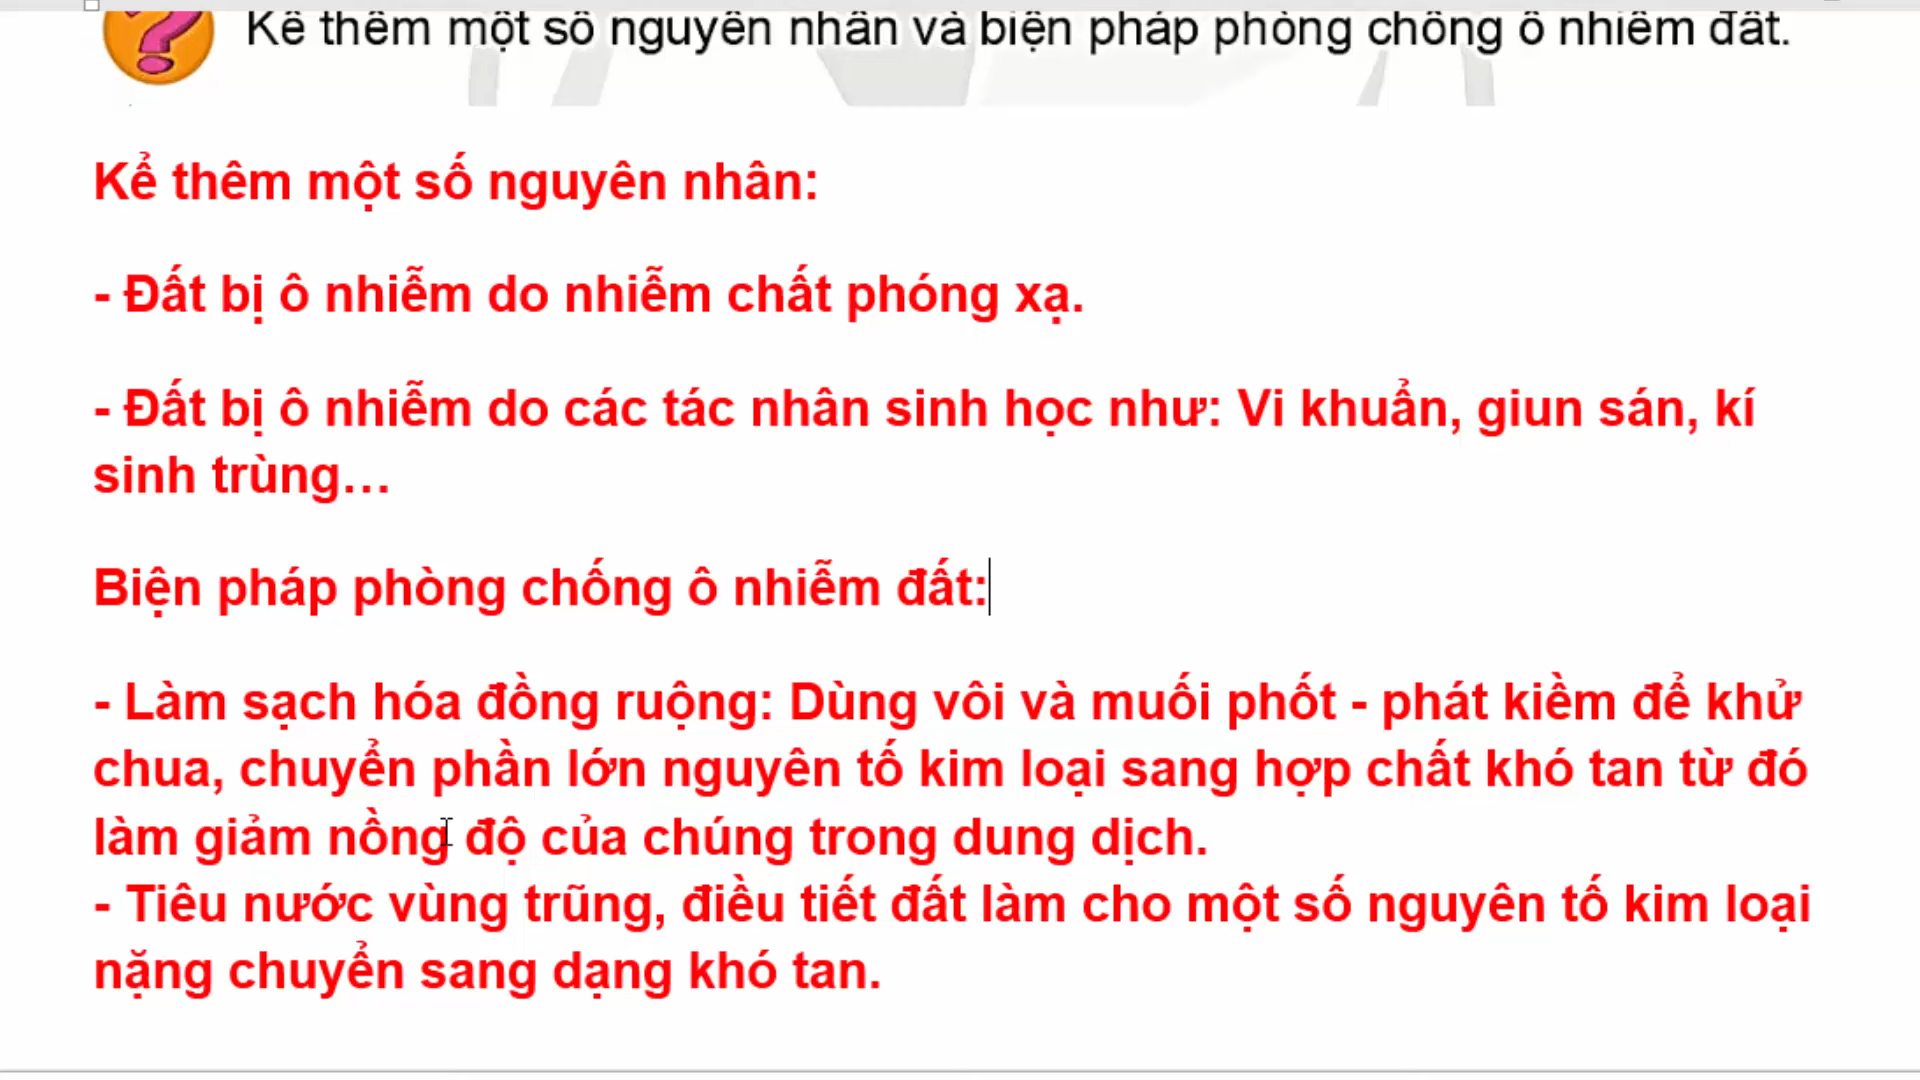 Kể thêm một số nguyên nhân và biện pháp phòng chống ô nhiễm đất.
Kể thêm một số nguyên nhân:
- Đất bị ô nhiễm do nhiễm chất phóng xạ.
- Đất bị ô nhiễm do các tác nhân sinh học như: Vi khuẩn, giun sán, kí
sinh trùng...
Biện pháp phòng chống ô nhiễm đất:
- Làm sạch hóa đồng ruộng: Dùng vôi và muối phốt - phát kiềm để khử
chua, chuyển phần lớn nguyên tố kim loại sang hợp chất khó tan từ đó
làm giảm nồng độ của chúng trong dung dịch.
- Tiêu nước vùng trũng, điều tiết đất làm cho một số nguyên tố kim loại
nặng chuyển sang dạng khó tan.